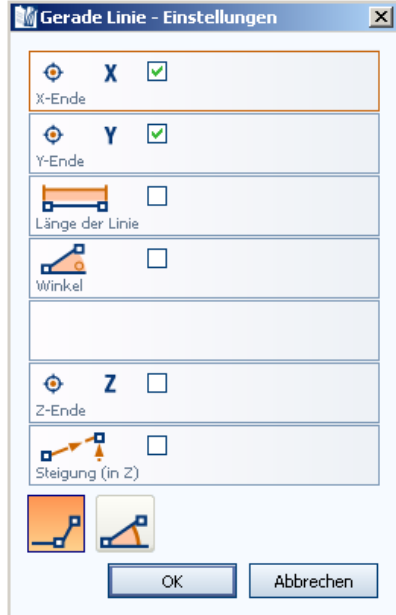 Gerade Linie - Einstellungen
X
X-Ende
Y
Y-Ende
Länge der Linie
Winkel
Z
Z-Ende
Steigung (in Z)
OK
Abbrechen